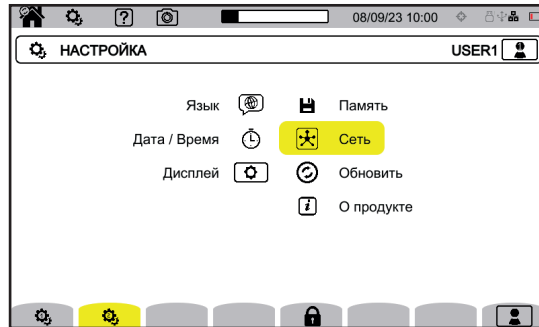 08/09/23 10:00
НАСТРОЙКА USER1
Язык
Дата / Время
Дисплей
Память
Сеть
Обновить
О продукте